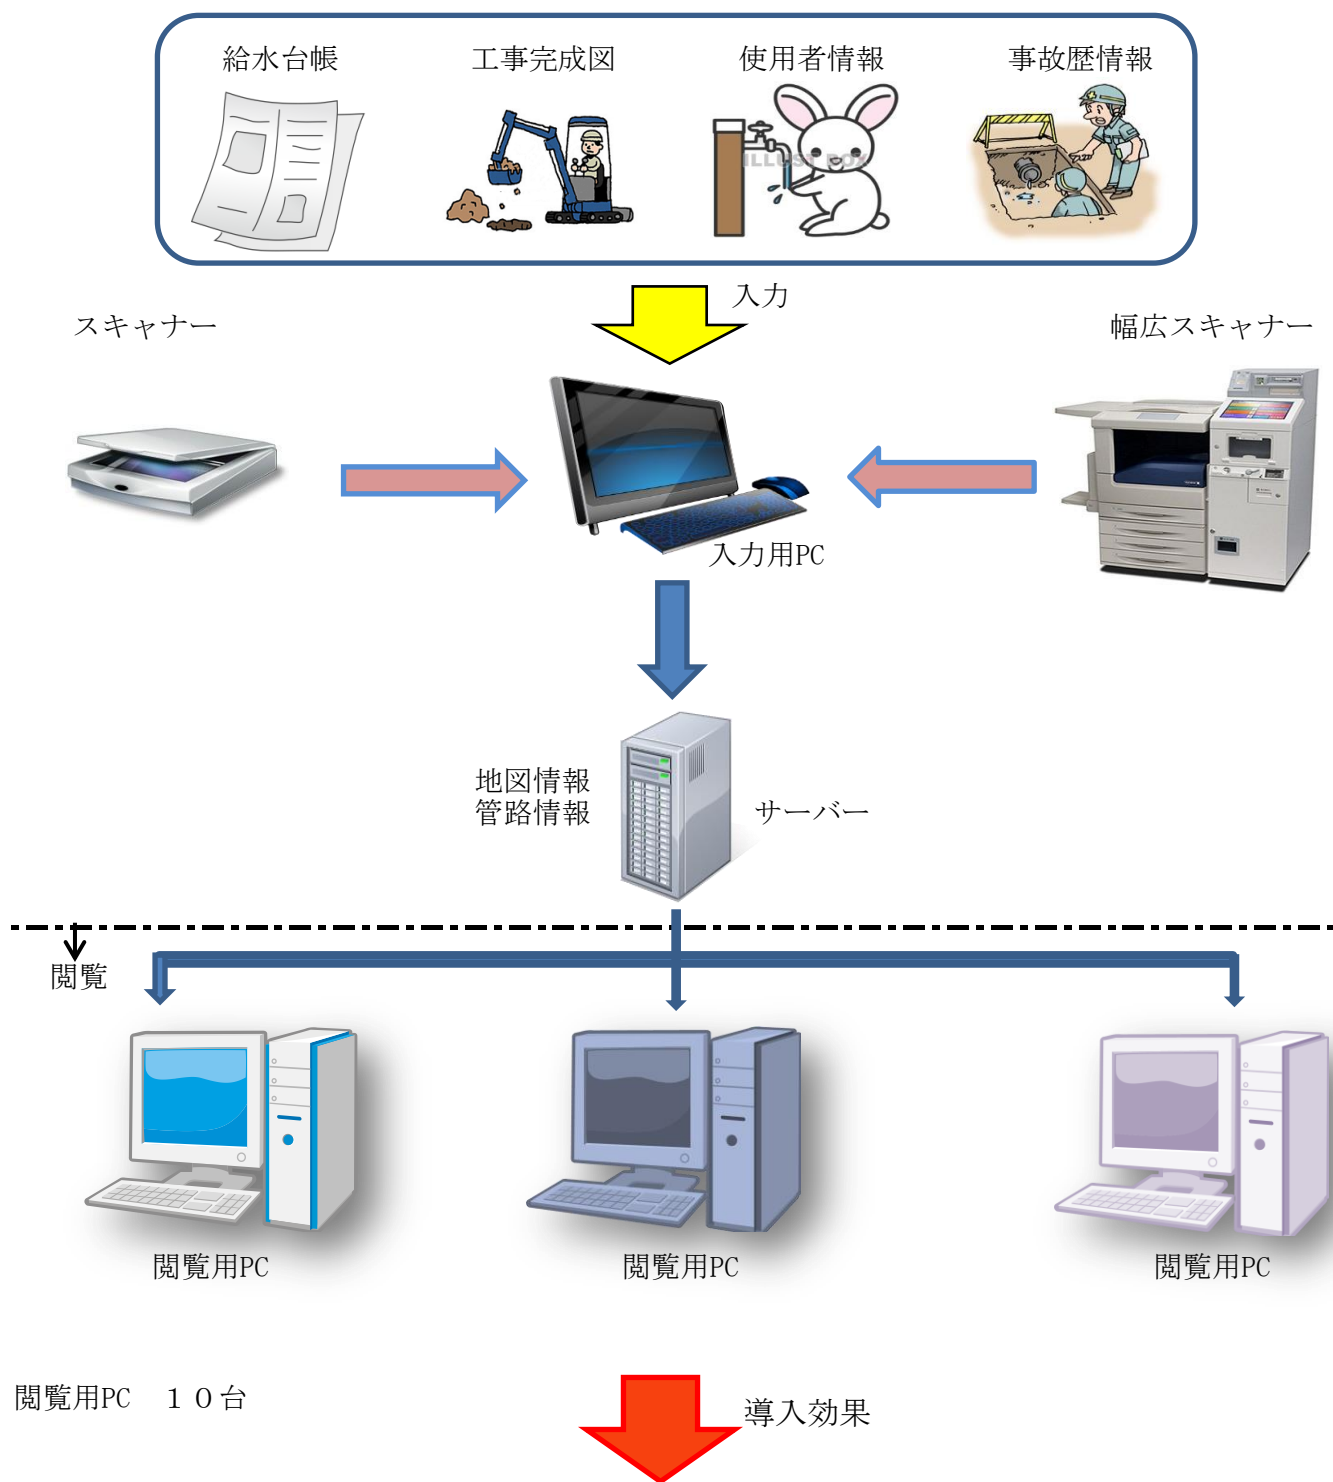 給水台帳
工事完成図
使用者情報
事故歴情報
ILLUST BOX
入力
スキャナー
幅広スキャナー
入力用PC
地図情報
管路情報
サーバー
閲覧
閲覧用PC
閲覧用PC
閲覧用PC
閲覧用PC　１０台
導入効果